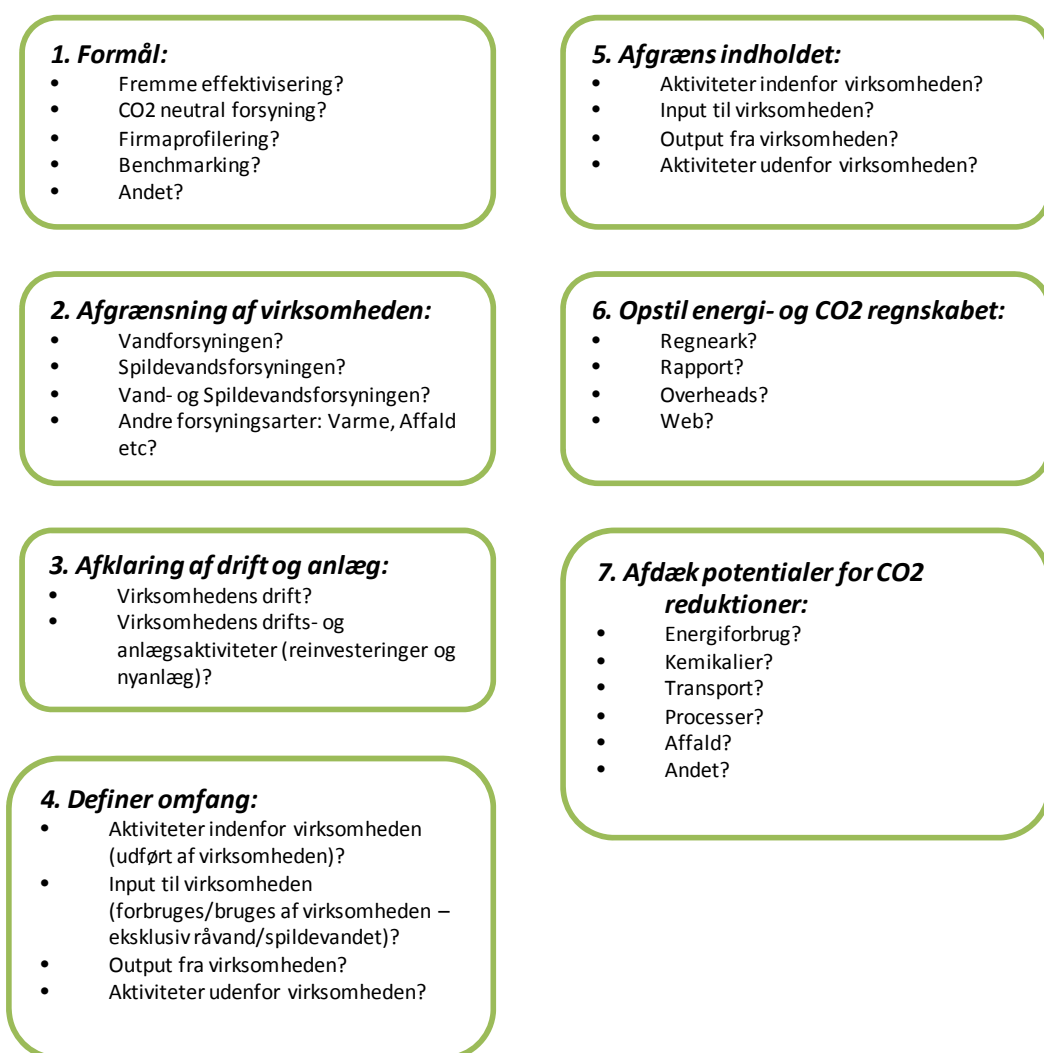 1. Formål:
• Fremme effektivisering?
• CO2 neutral forsyning?
• Firmaprofilering?
• Benchmarking?
• Andet?
2. Afgrænsning af virksomheden:
• Vandforsyningen?
• Spildevandsforsyningen?
• Vand- og Spildevandsforsyningen?
• Andre forsyningsarter: Varme, Affald
etc?
3. Afklaring af drift og anlæg:
• Virksomhedens drift?
• Virksomhedens drifts- og
anlægsaktiviteter (reinvesteringer og
nyanlæg)?
4. Definer omfang:
• Aktiviteter indenfor virksomheden
(udført af virksomheden)?
• Input til virksomheden
(forbruges/bruges af virksomheden –
eksklusiv råvand/spildevandet)?
• Output fra virksomheden?
• Aktiviteter udenfor virksomheden?
5. Afgræns indholdet:
• Aktiviteter indenfor virksomheden?
• Input til virksomheden?
• Output fra virksomheden?
• Aktiviteter udenfor virksomheden?
6. Opstil energi- og CO2 regnskabet:
• Regneark?
• Rapport?
• Overheads?
• Web?
7. Afdæk potentialer for CO2
reduktioner:
• Energiforbrug?
• Kemikalier?
• Transport?
• Processer?
• Affald?
• Andet?